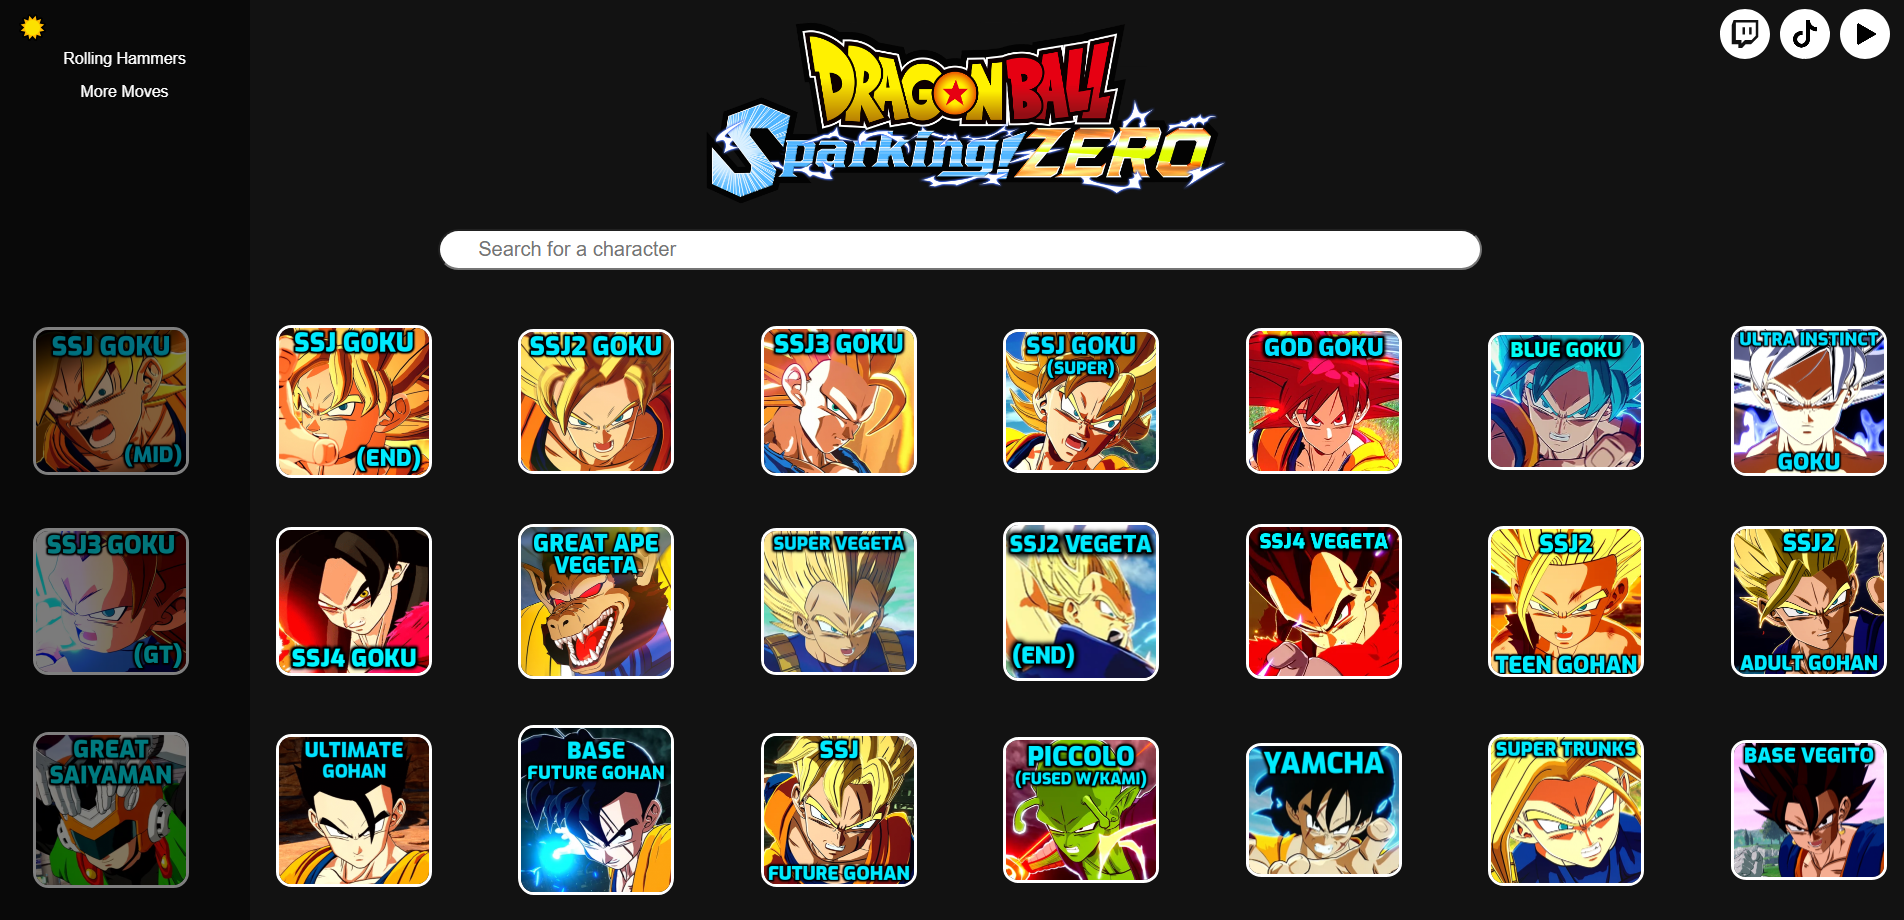 Rolling Hammers
More Moves
DRAGON BALL
Sparking! ZERO
Search for a character
SSJ GOKU
(MID)
SSJ GOKU
(END)
SSJ2 GOKU
SSJ3 GOKU
SSJ GOKU
(SUPER)
GOD GOKU
BLUE GOKU
ULTRA INSTINCT
GOKU
SSJ3 GOKU
(GT)
SSJ4 GOKU
GREAT APE
VEGETA
SUPER VEGETA
SSJ2 VEGETA
(END)
SSJ4 VEGETA
SSJ2
TEEN GOHAN
SSJ2
ADULT GOHAN
GREAT
SAIYAMAN
ULTIMATE
GOHAN
BASE
FUTURE GOHAN
SSJ
FUTURE GOHAN
PICCOLO
(FUSED W/KAMI)
YAMCHA
SUPER TRUNKS
BASE VEGITO